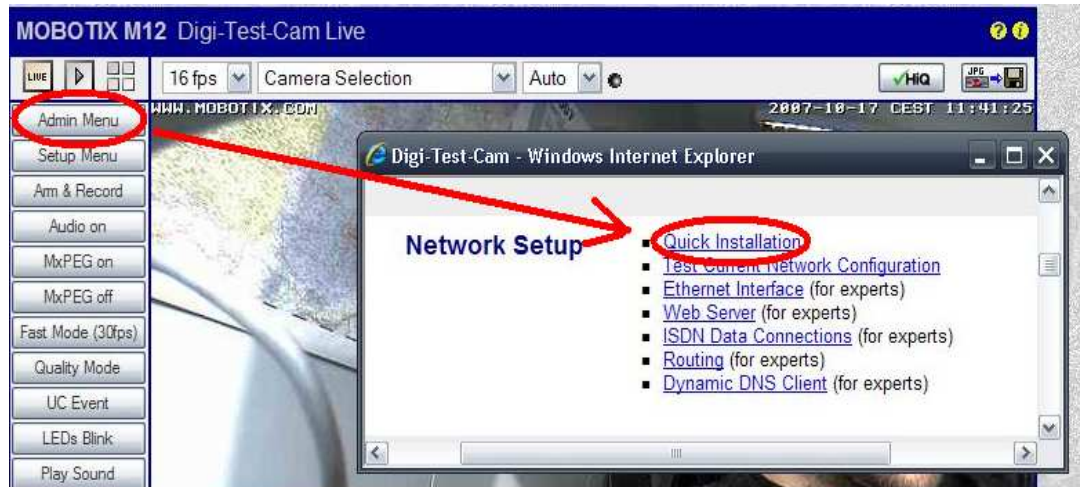 MOBOTIX M12 Digi-Test-Cam Live
LIVE
16 fps
Camera Selection
Auto
HiQ
JPG
WWW.MOBOTIX.COM
2007-10-17 CEST 11:41:25
Admin Menu
Setup Menu
Arm & Record
Audio on
MxPEG on
MxPEG off
Fast Mode (30fps)
Quality Mode
UC Event
LEDs Blink
Play Sound
Digi-Test-Cam - Windows Internet Explorer
Network Setup
Quick Installation
Test Current Network Configuration
Ethernet Interface (for experts)
Web Server (for experts)
ISDN Data Connections (for experts)
Routing (for experts)
Dynamic DNS Client (for experts)